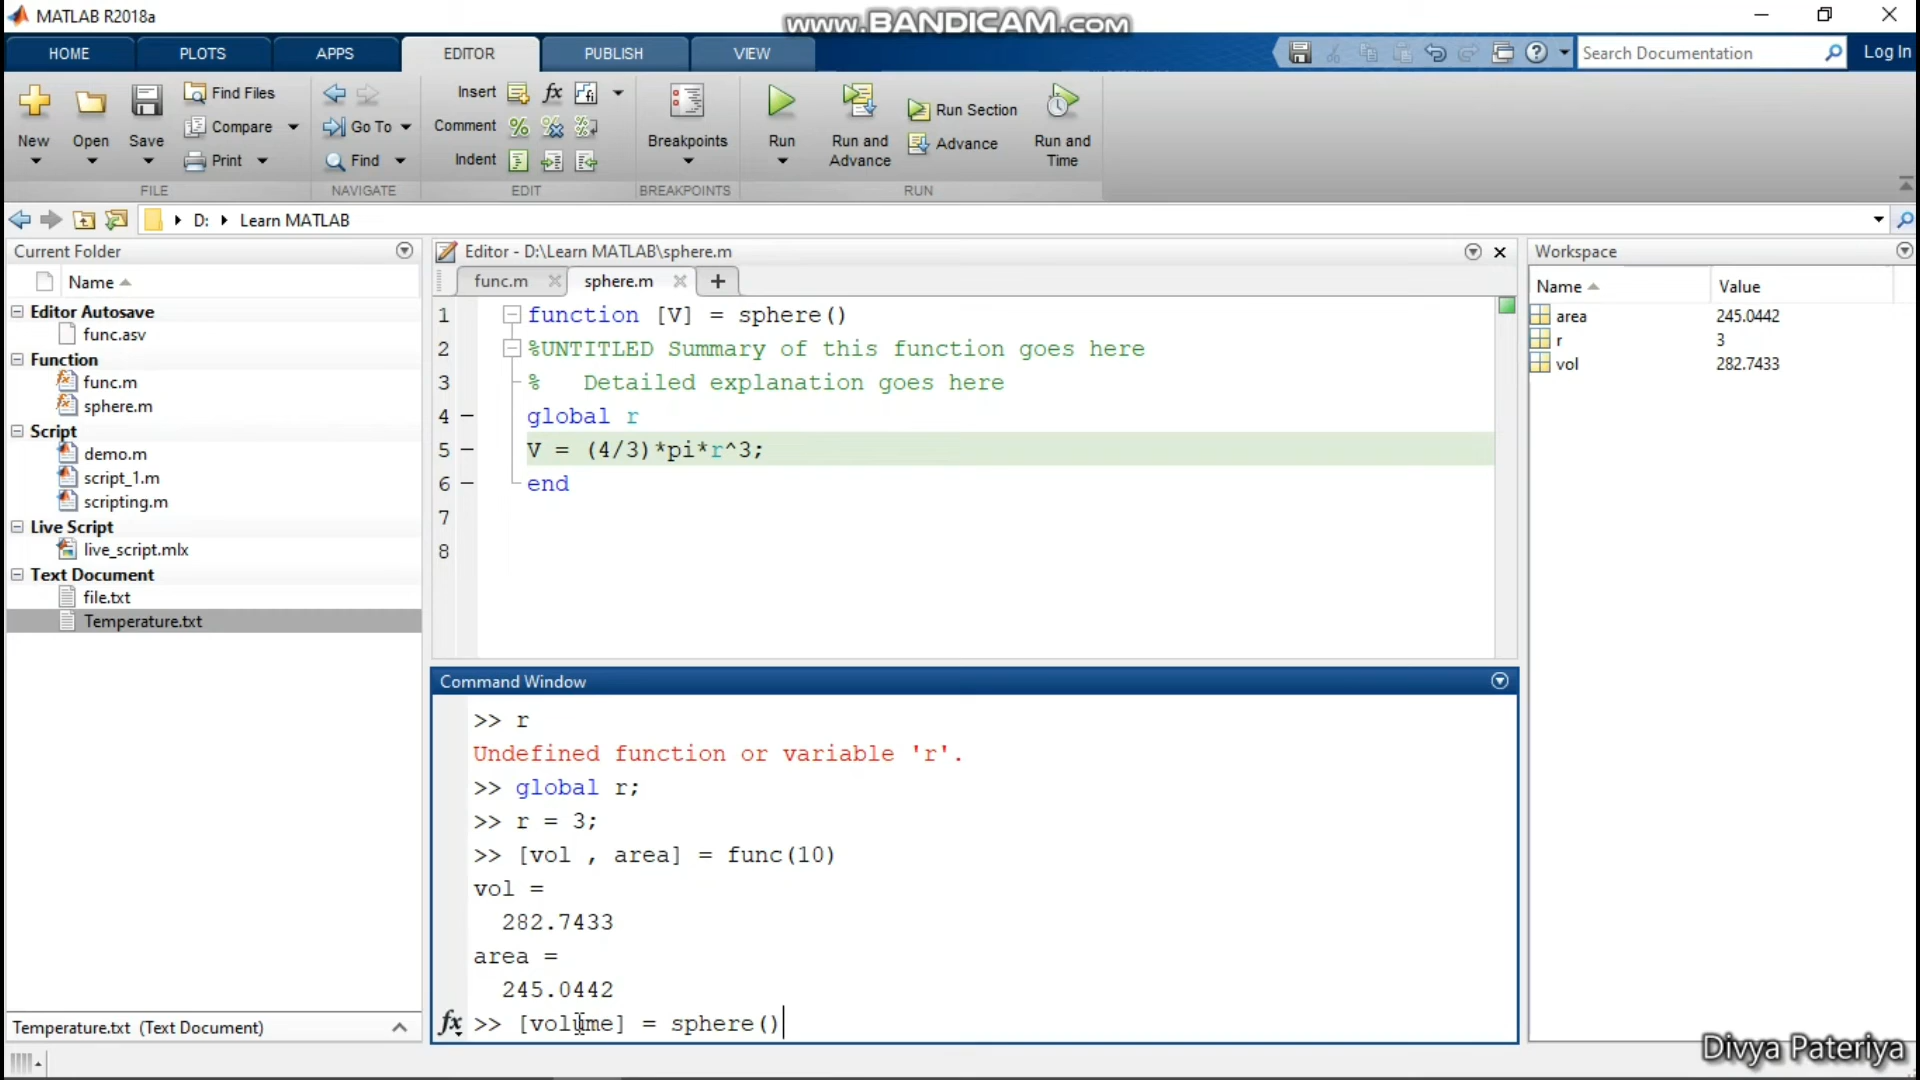 MATLAB R2018a
www.BANDICAM.com
HOME PLOTS APPS EDITOR PUBLISH VIEW
Search Documentation
Log In
New
Open
Save
Find Files
Compare
Print
FILE
Go To
Find
NAVIGATE
Insert fx
Comment
Indent
EDIT
Breakpoints
BREAKPOINTS
Run
Run and
Advance
Run Section
Advance
Run and
Time
RUN
D: Learn MATLAB
Current Folder
Name
Editor Autosave
func.asv
Function
func.m
sphere.m
Script
demo.m
script_1.m
scripting.m
Live Script
live_script.mlx
Text Document
file.txt
Temperature.txt
Temperature.txt (Text Document)
Editor - D:\Learn MATLAB\sphere.m
func.m sphere.m +
1 function [V] = sphere()
2 %UNTITLED Summary of this function goes here
3 % Detailed explanation goes here
4 global r
5 V = (4/3)*pi*r^3;
6 end
7
8
Command Window
>> r
Undefined function or variable 'r'.
>> global r;
>> r = 3;
>> [vol , area] = func(10)
vol =
282.7433
area =
245.0442
fx >> [volume] = sphere()
Workspace
Name Value
area 245.0442
r 3
vol 282.7433
Divya Pateriya